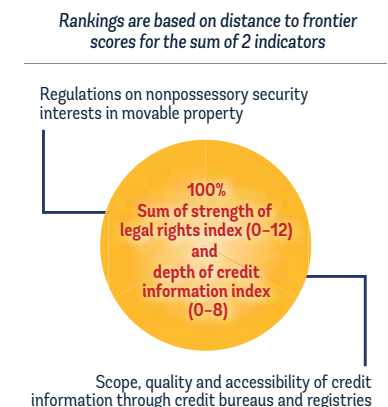 Rankings are based on distance to frontier
scores for the sum of 2 indicators
Regulations on nonpossessory security
interests in movable property
100%
Sum of strength of
legal rights index (0–12)
and
depth of credit
information index
(0–8)
Scope, quality and accessibility of credit
information through credit bureaus and registries